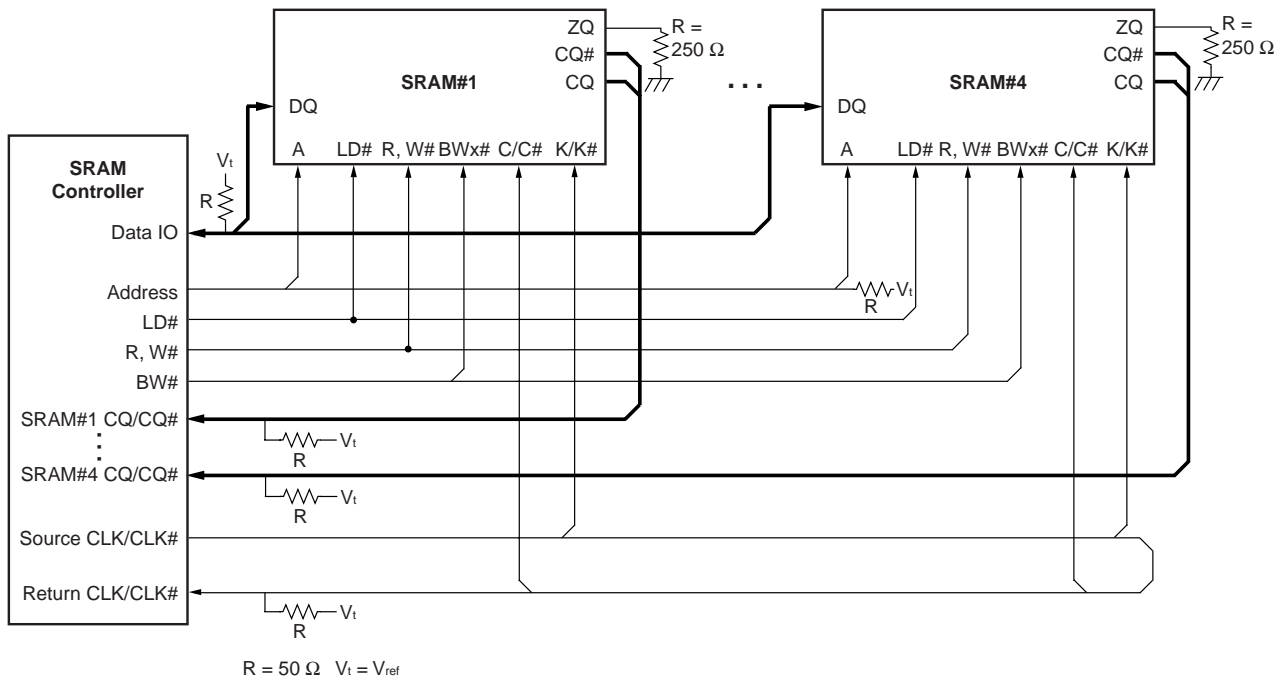 ZQ
CQ#
CQ
SRAM#1
DQ
A LD# R, W# BWx# C/C# K/K#
R =
250 Ω
...
ZQ
CQ#
CQ
SRAM#4
DQ
A LD# R, W# BWx# C/C# K/K#
R =
250 Ω
SRAM
Controller
Vt
R
Data IO
Address
R Vt
LD#
R, W#
BW#
SRAM#1 CQ/CQ#
Vt
R
SRAM#4 CQ/CQ#
Vt
R
Source CLK/CLK#
Return CLK/CLK#
Vt
R
R = 50 Ω Vt = Vref